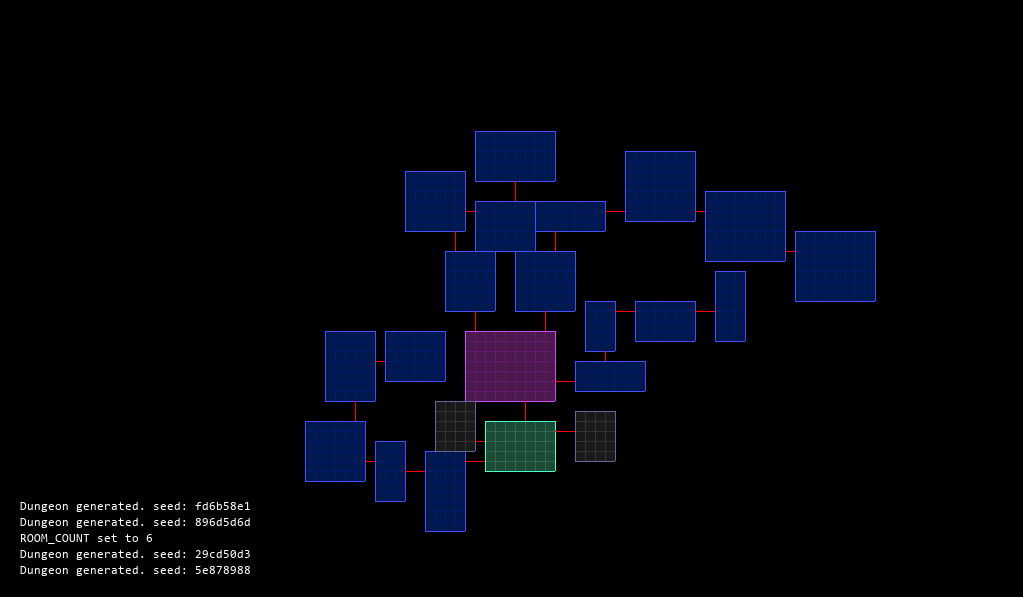 Dungeon generated. seed: fd6b58e1
Dungeon generated. seed: 896d5d6d
ROOM_COUNT set to 6
Dungeon generated. seed: 29cd50d3
Dungeon generated. seed: 5e878988